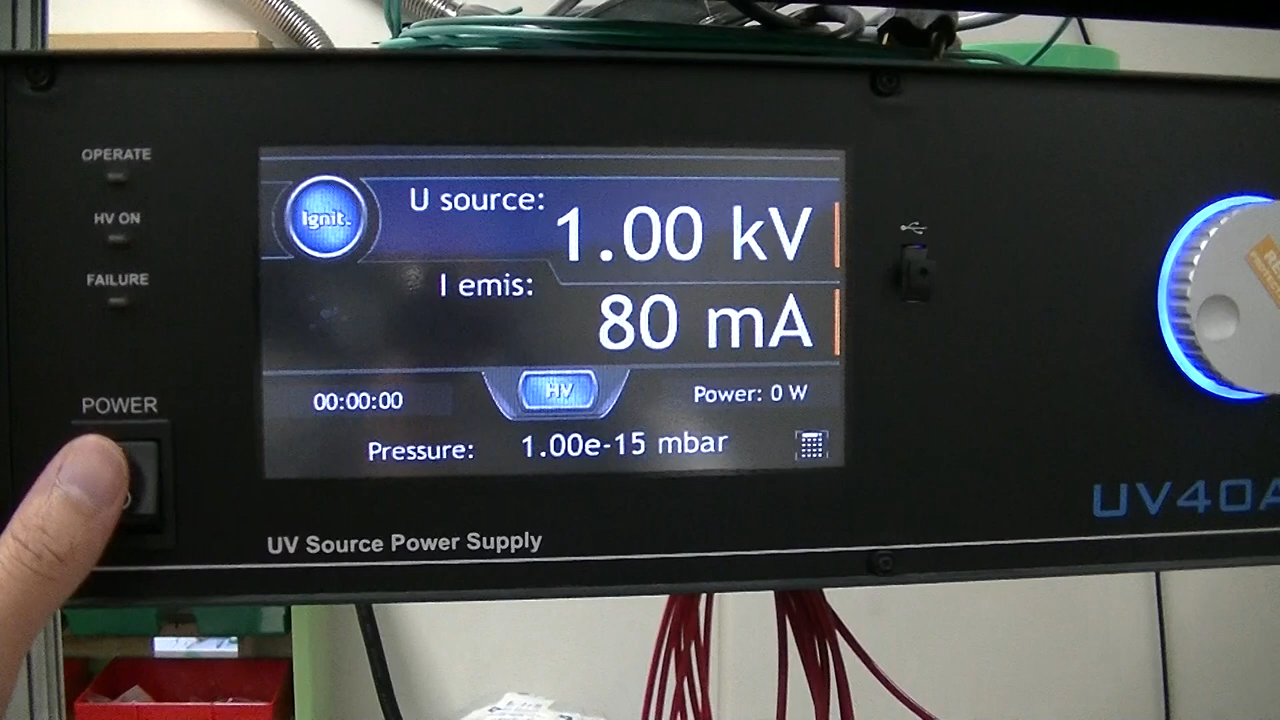 OPERATE
HV ON
FAILURE
POWER
Ignit.
U source:
1.00 kV
I emis:
80 mA
00:00:00
HV
Power: 0 W
Pressure: 1.00e-15 mbar
UV Source Power Supply
UV40A